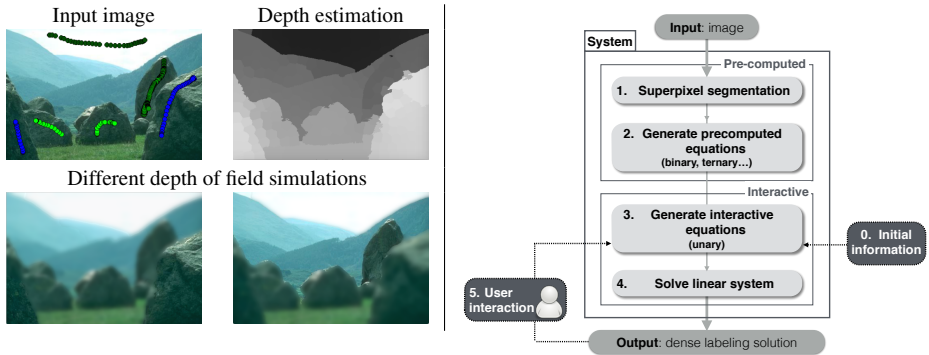 Input image
Depth estimation
Different depth of field simulations
Input: image
System
Pre-computed
1. Superpixel segmentation
2. Generate precomputed
equations
(binary, ternary...)
Interactive
3. Generate interactive
equations
(unary)
0. Initial
information
4. Solve linear system
5. User
interaction
Output: dense labeling solution